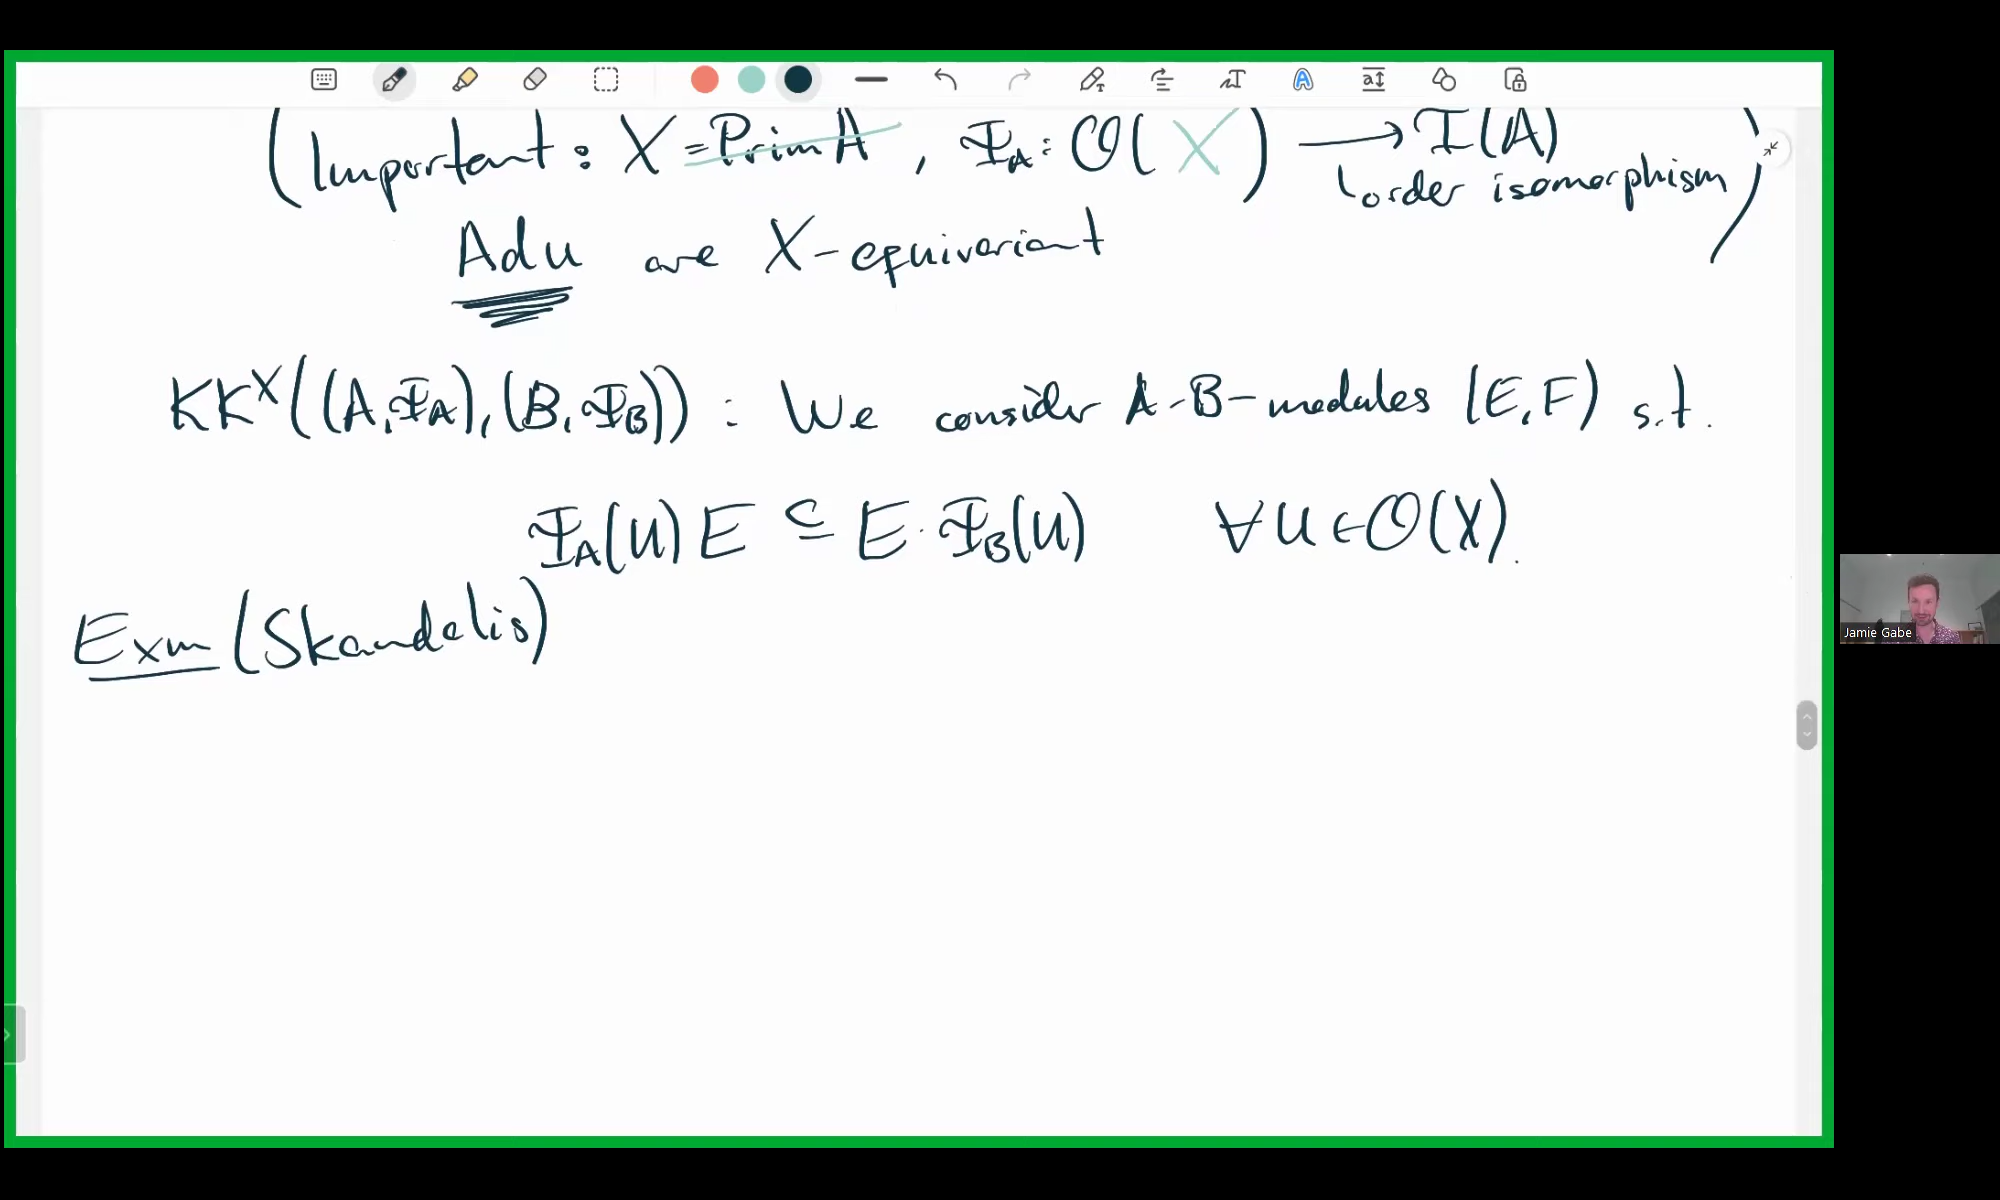 (Important: X = Prim A, Φ_A: O(X) → I(A))
order isomorphism
Ad u are X-equivariant
KK^X((A, Φ_A), (B, Φ_B)) : We consider A-B-modules (E, F) s.t.
Φ_A(U) E ⊆ E · Φ_B(U) ∀ U ∈ O(X).
Exm (Skandalis)
Jamie Gabe